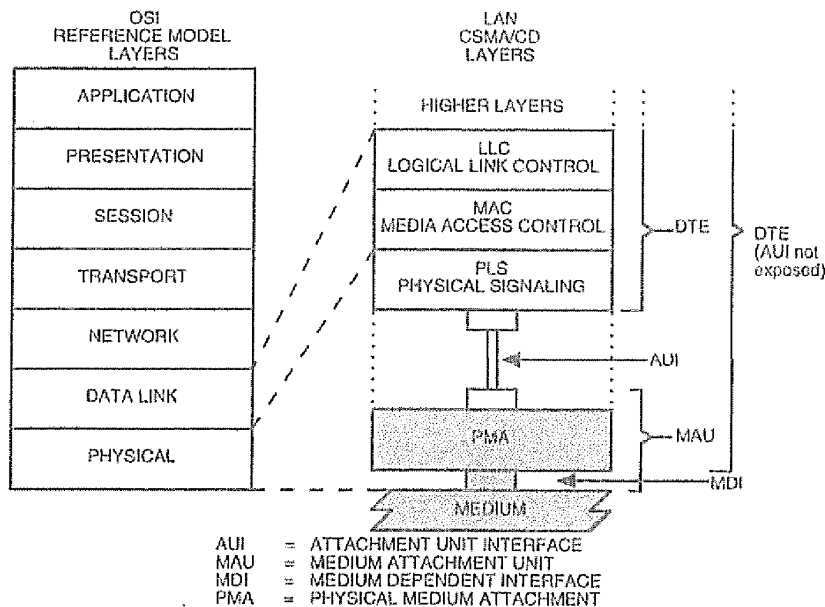 OSI
REFERENCE MODEL
LAYERS
APPLICATION
PRESENTATION
SESSION
TRANSPORT
NETWORK
DATA LINK
PHYSICAL
LAN
CSMA/CD
LAYERS
HIGHER LAYERS
LLC
LOGICAL LINK CONTROL
MAC
MEDIA ACCESS CONTROL
PLS
PHYSICAL SIGNALING
DTE
DTE
(AUI not
exposed)
AUI
PMA
MAU
MDI
MEDIUM
AUI = ATTACHMENT UNIT INTERFACE
MAU = MEDIUM ATTACHMENT UNIT
MDI = MEDIUM DEPENDENT INTERFACE
PMA = PHYSICAL MEDIUM ATTACHMENT